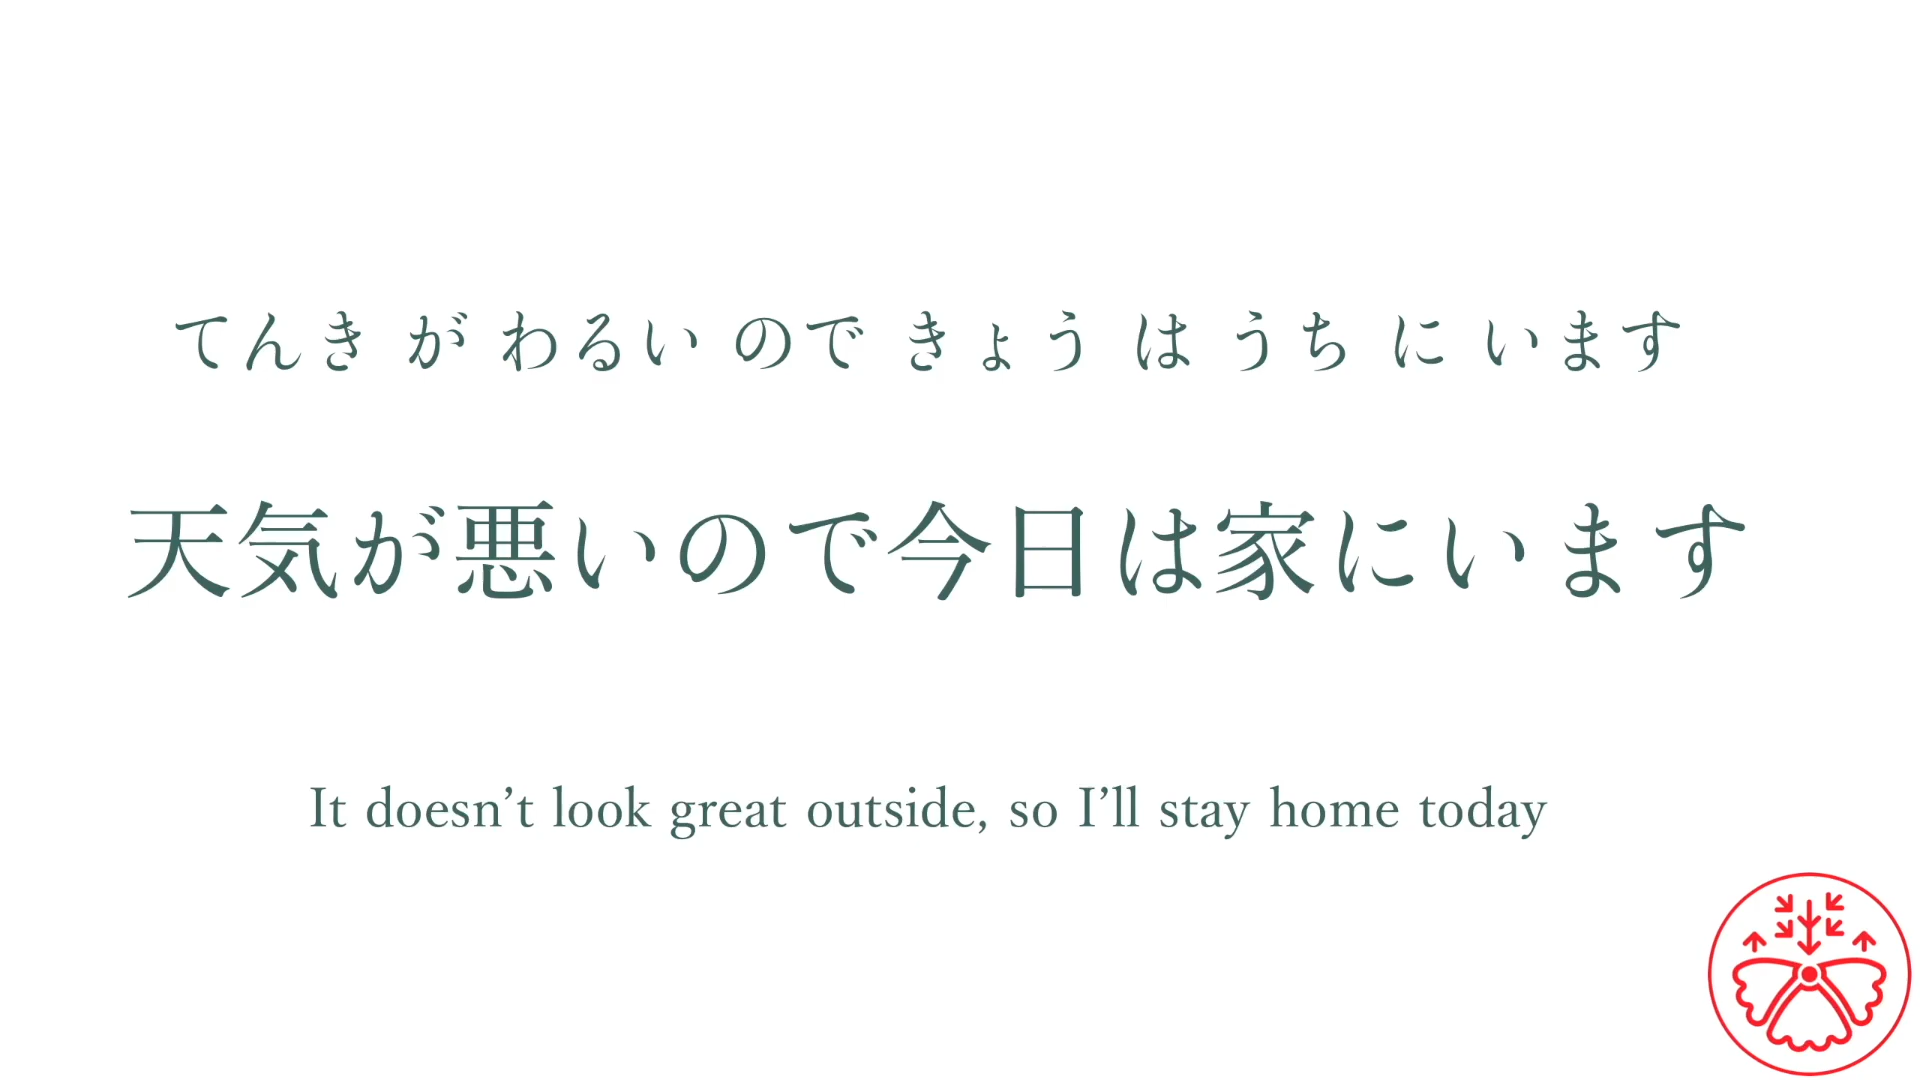 てんき が わるい ので きょう は うち に います
天気が悪いので今日は家にいます
It doesn’t look great outside, so I’ll stay home today